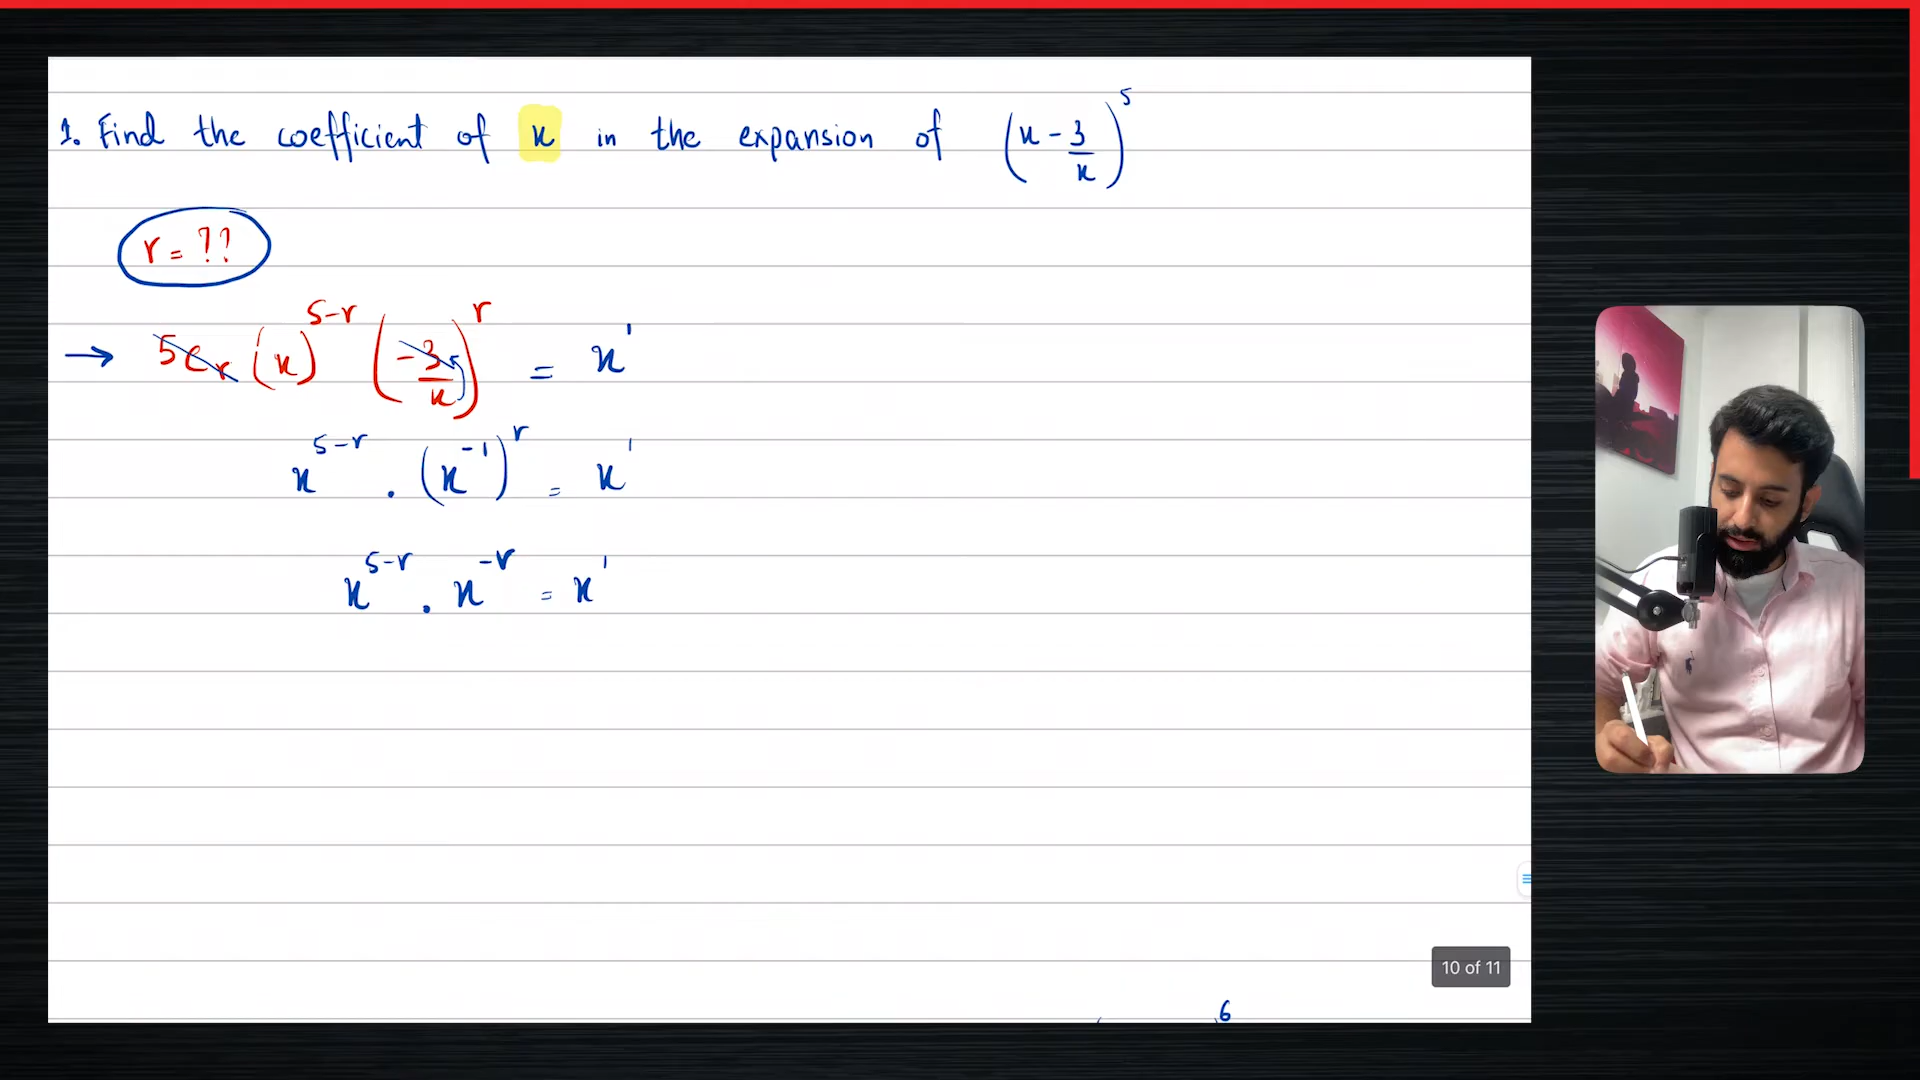 1. Find the coefficient of x in the expansion of (x - 3/x)^5
r = ??
→ 5Cr (x)^5-r (-3/x)^r = x^1
x^5-r . (x^-1)^r = x^1
x^5-r . x^-r = x^1
10 of 11
6